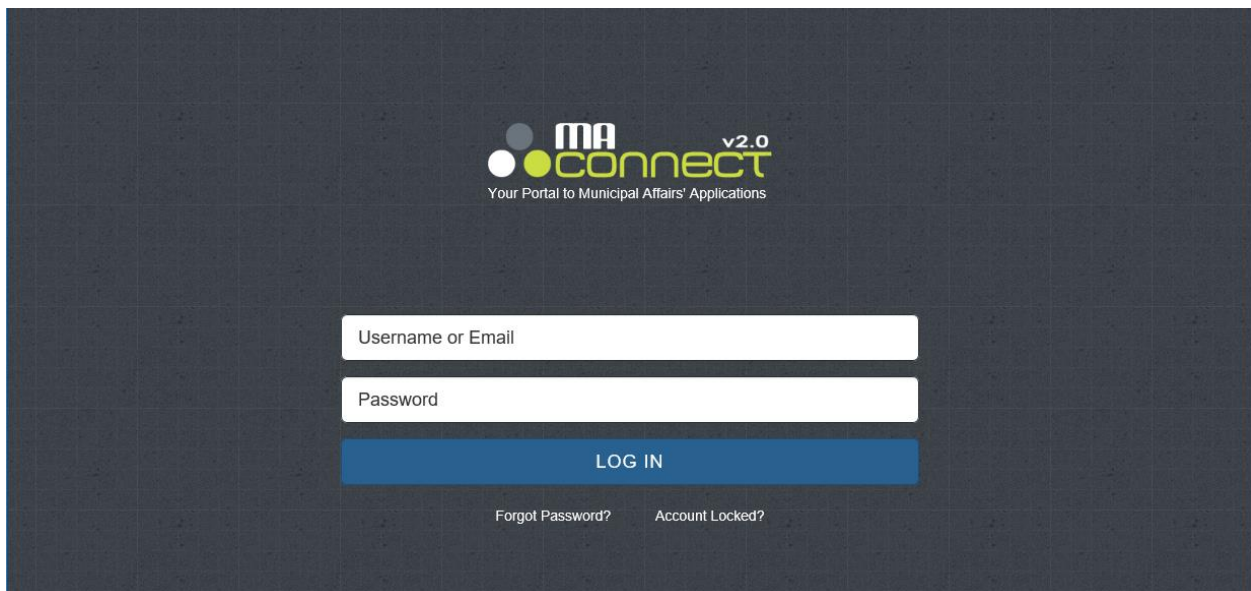 MA
v2.0
connect
Your Portal to Municipal Affairs' Applications
Username or Email
Password
LOG IN
Forgot Password? Account Locked?